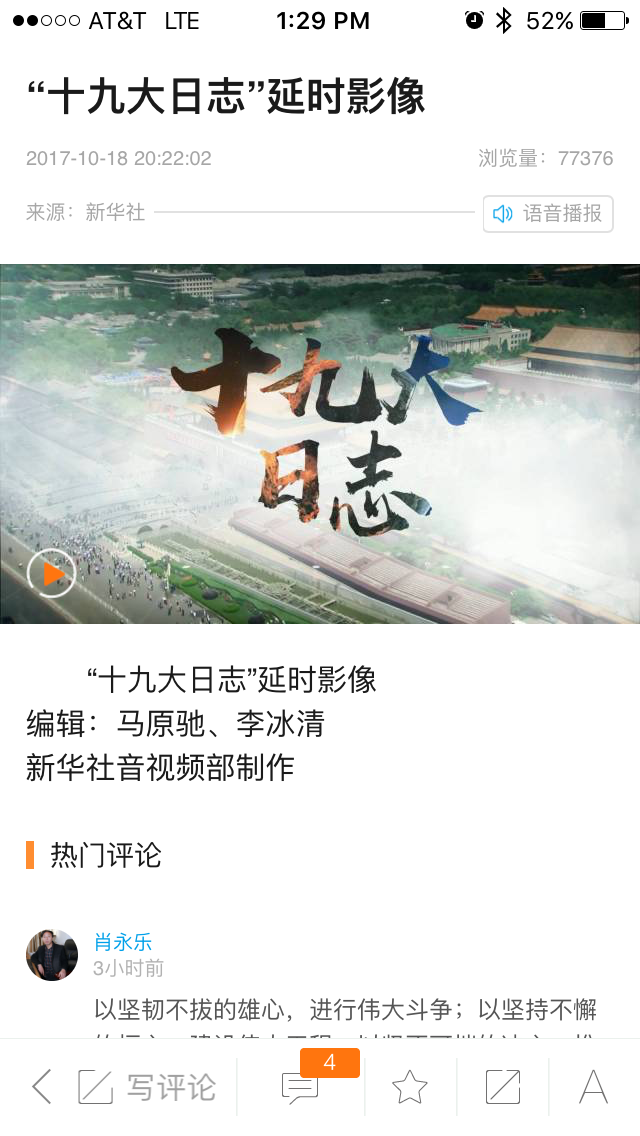 AT&T LTE 1:29 PM 52%
“十九大日志”延时影像
2017-10-18 20:22:02 浏览量：77376
来源：新华社 语音播报
十九大
日志
“十九大日志”延时影像
编辑：马原驰、李冰清
新华社音视频部制作
热门评论
肖永乐
3小时前
以坚韧不拔的雄心，进行伟大斗争；以坚持不懈
写评论 4 A